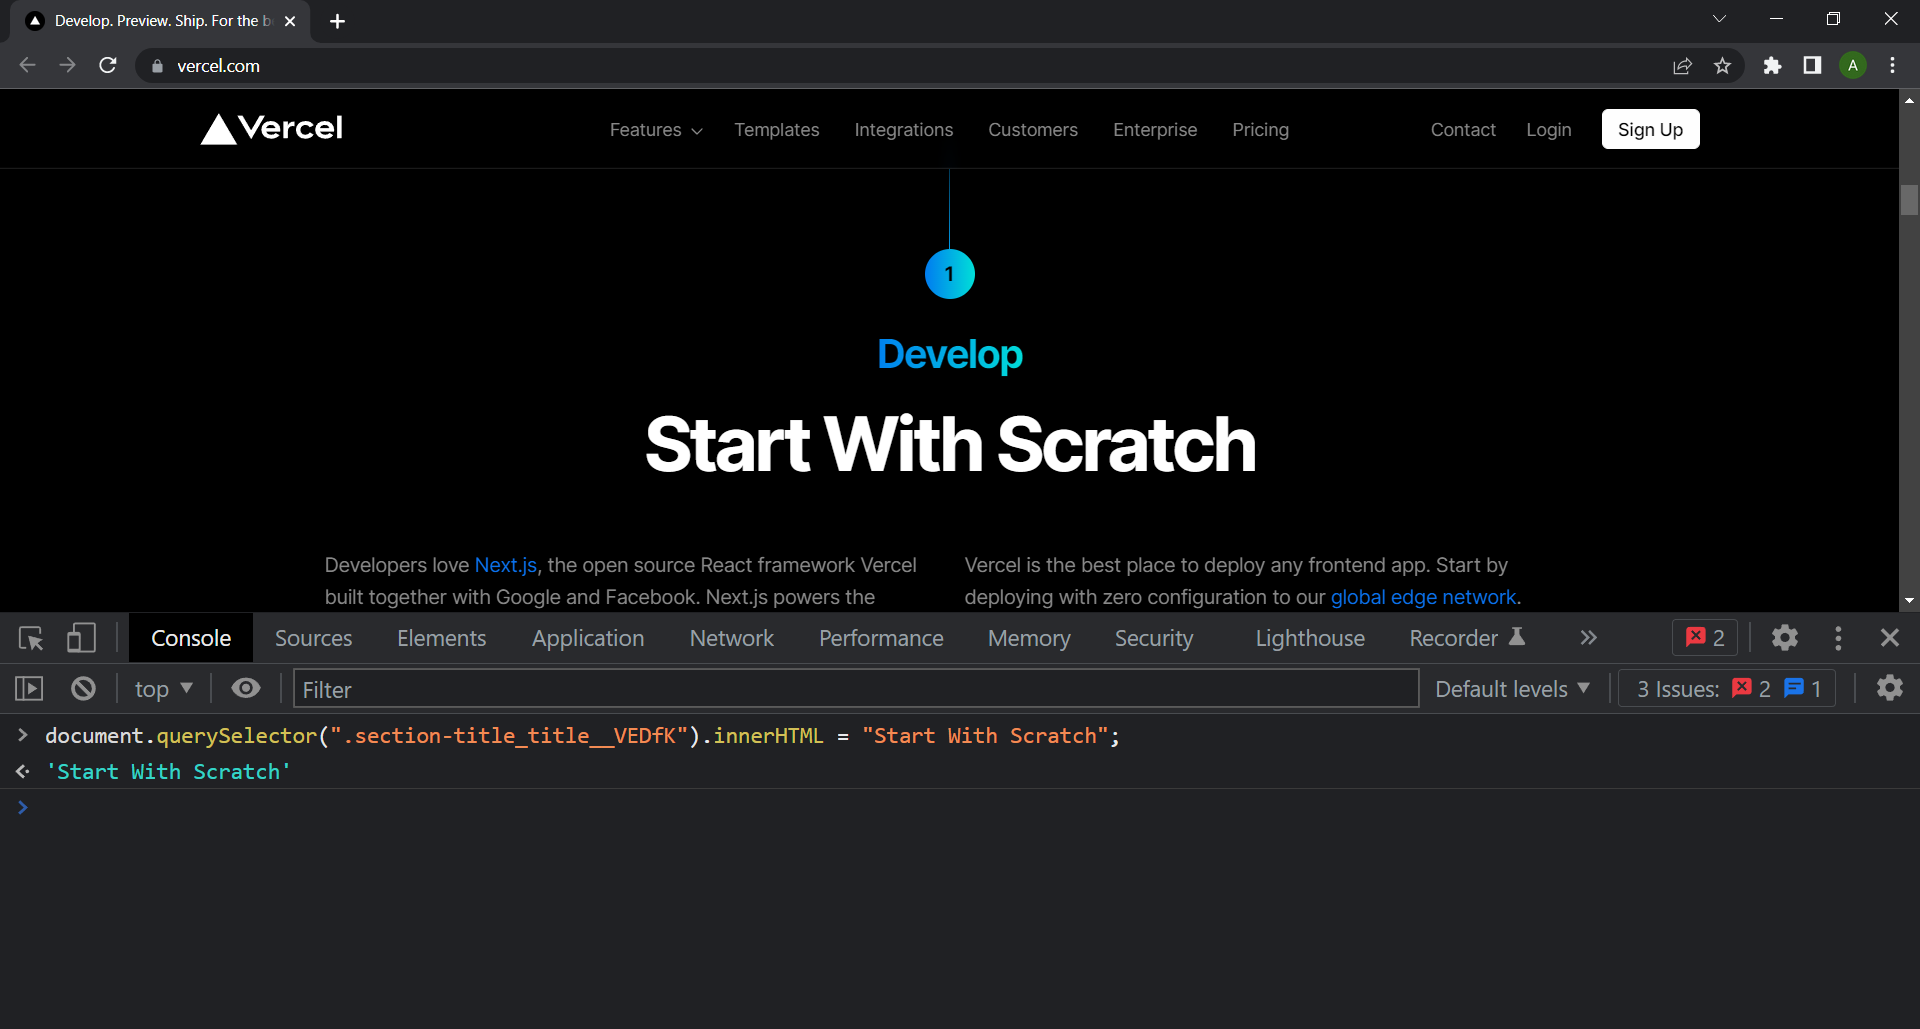 Develop. Preview. Ship. For the b
vercel.com
A
Vercel
Features Templates Integrations Customers Enterprise Pricing Contact Login Sign Up
1
Develop
Start With Scratch
Developers love Next.js, the open source React framework Vercel
built together with Google and Facebook. Next.js powers the
Vercel is the best place to deploy any frontend app. Start by
deploying with zero configuration to our global edge network.
Console Sources Elements Application Network Performance Memory Security Lighthouse Recorder 2
top Filter Default levels 3 Issues: 2 1
document.querySelector(".section-title_title__VEDfK").innerHTML = "Start With Scratch";
'Start With Scratch'